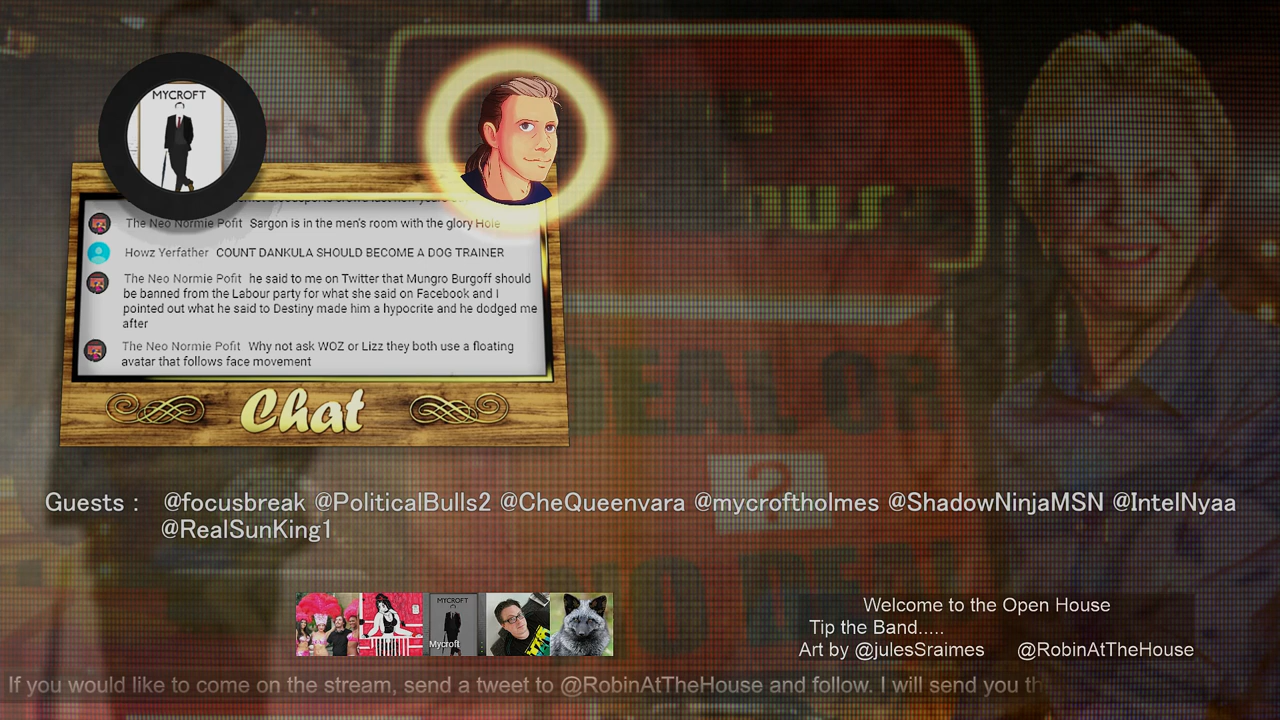 MYCROFT
The Neo Normie Pofit Sargon is in the men's room with the glory Hole
Howz Yerfather COUNT DANKULA SHOULD BECOME A DOG TRAINER
The Neo Normie Pofit he said to me on Twitter that Mungro Burgoff should
be banned from the Labour party for what she said on Facebook and I
pointed out what he said to Destiny made him a hypocrite and he dodged me
after
The Neo Normie Pofit Why not ask WOZ or Lizz they both use a floating
avatar that follows face movement
Chat
DEAL OR
?
NO DEAL
Guests : @focusbreak @PoliticalBulls2 @CheQueenvara @mycroftholmes @ShadowNinjaMSN @IntelNyaa
@RealSunKing1
MYCROFT
Mycroft
Welcome to the Open House
Tip the Band.....
Art by @julesSraimes @RobinAtTheHouse
If you would like to come on the stream, send a tweet to @RobinAtTheHouse and follow. I will send you th